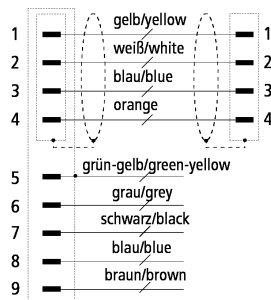 gelb/yellow
1 1
weiß/white
2 2
blau/blue
3 3
orange
4 4
grün-gelb/green-yellow
5
grau/grey
6
schwarz/black
7
blau/blue
8
braun/brown
9